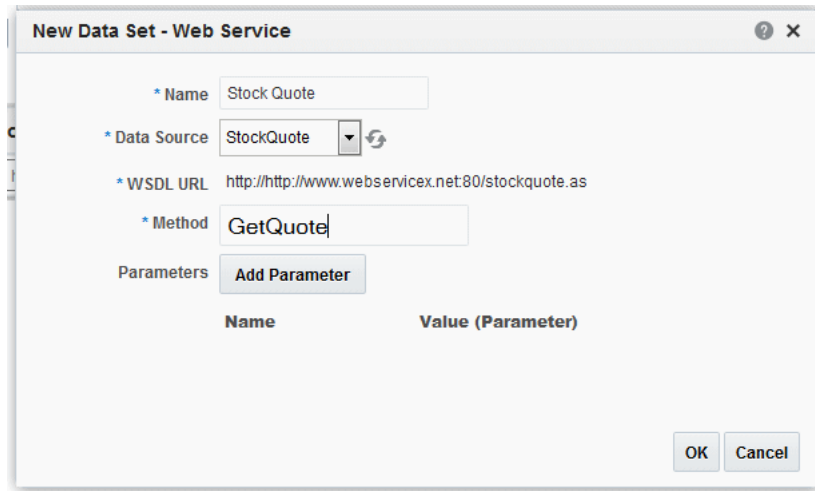 New Data Set - Web Service
* Name Stock Quote
* Data Source StockQuote
* WSDL URL http://http://www.webservicex.net:80/stockquote.as
* Method GetQuote
Parameters Add Parameter
Name Value (Parameter)
OK Cancel